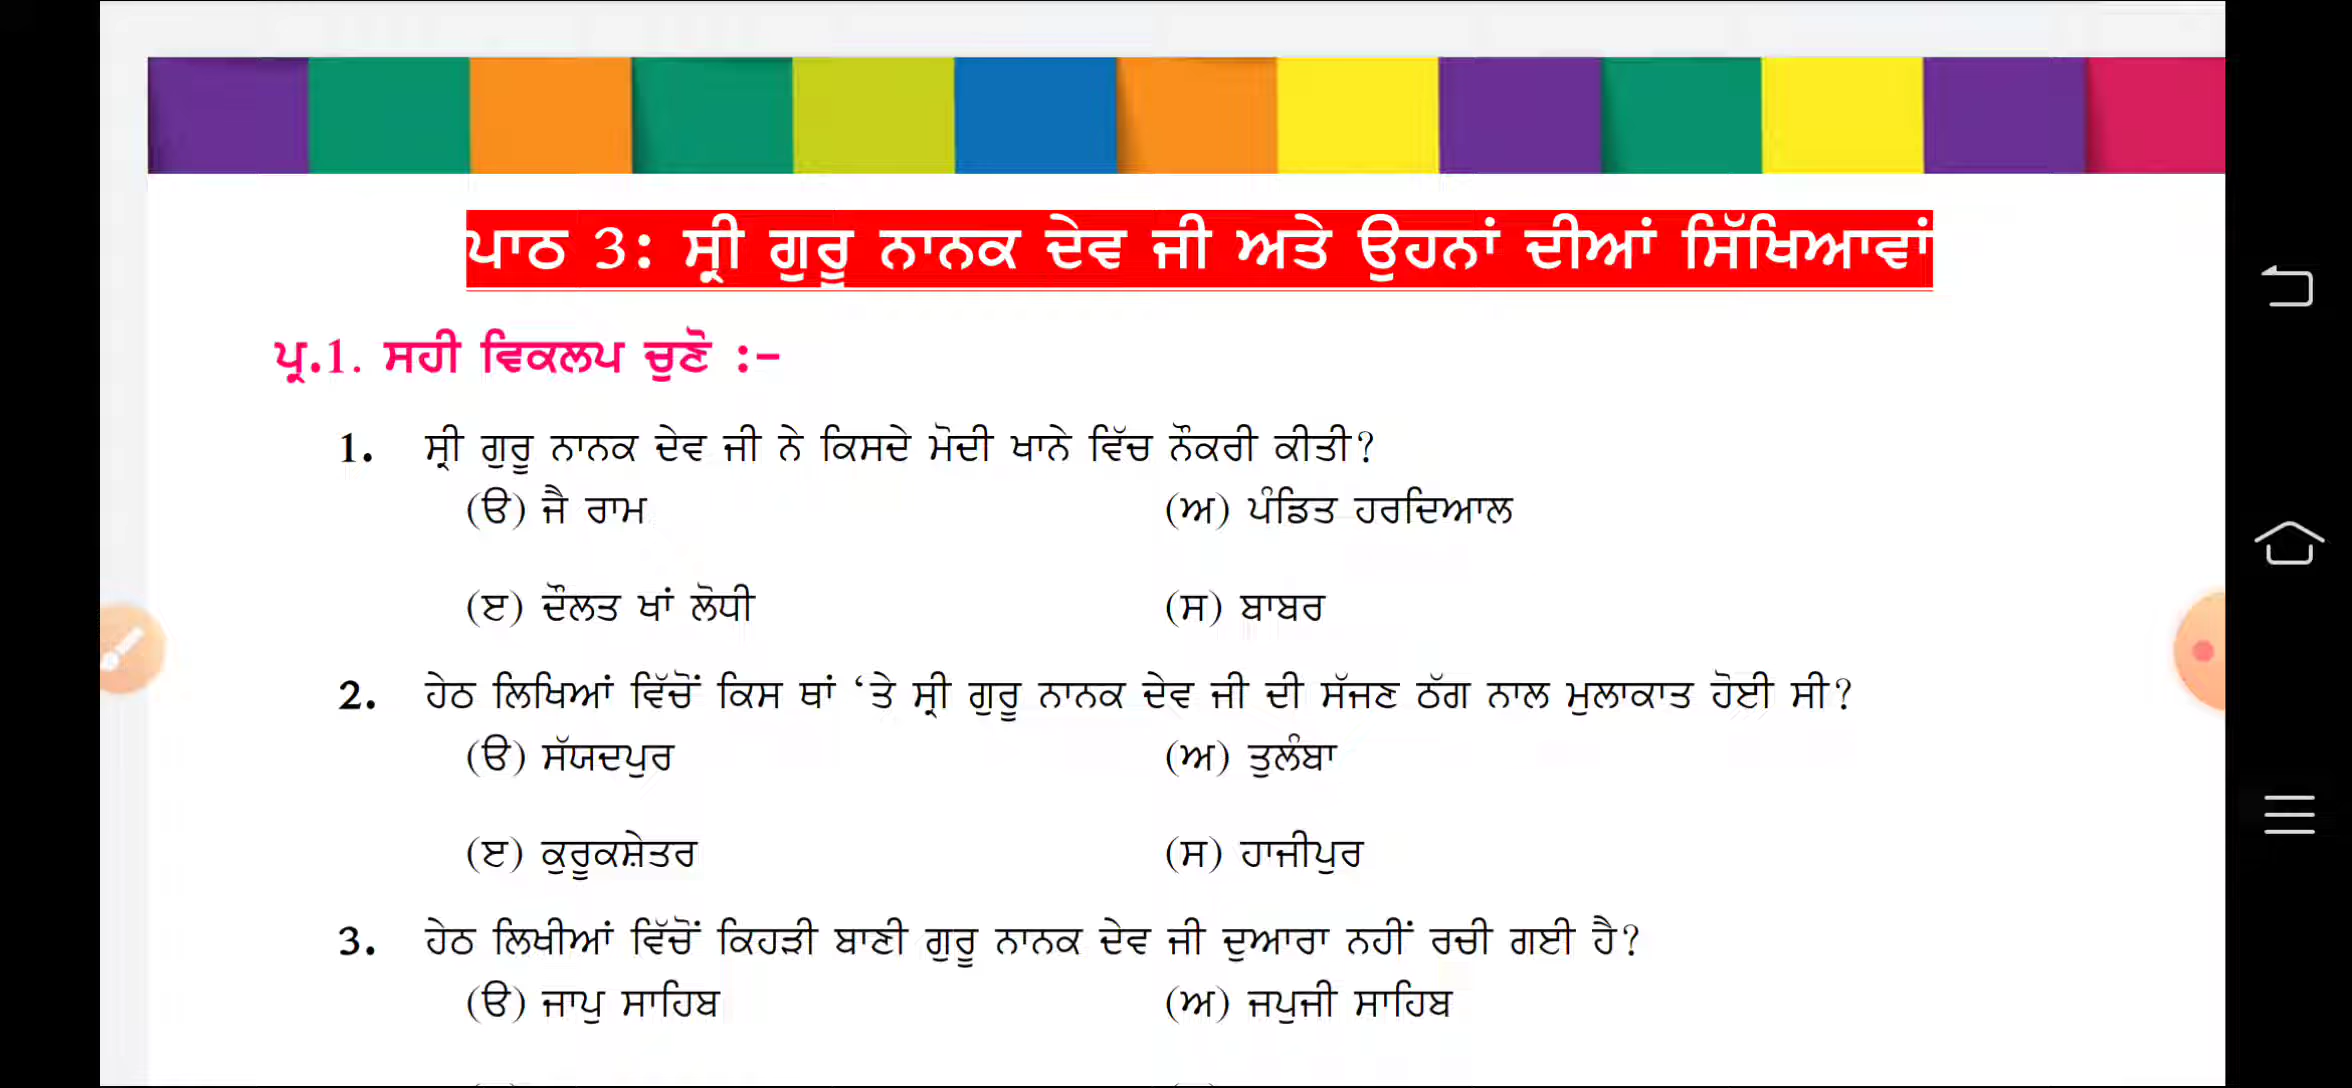 ਪਾਠ 3: ਸ੍ਰੀ ਗੁਰੂ ਨਾਨਕ ਦੇਵ ਜੀ ਅਤੇ ਉਹਨਾਂ ਦੀਆਂ ਸਿੱਖਿਆਵਾਂ
ਪ੍ਰ.1. ਸਹੀ ਵਿਕਲਪ ਚੁਣੋ :–
1. ਸ੍ਰੀ ਗੁਰੂ ਨਾਨਕ ਦੇਵ ਜੀ ਨੇ ਕਿਸਦੇ ਮੋਦੀ ਖਾਨੇ ਵਿੱਚ ਨੌਕਰੀ ਕੀਤੀ?
(ੳ) ਜੈ ਰਾਮ (ਅ) ਪੰਡਿਤ ਹਰਦਿਆਲ
(ੲ) ਦੌਲਤ ਖਾਂ ਲੋਧੀ (ਸ) ਬਾਬਰ
2. ਹੇਠ ਲਿਖਿਆਂ ਵਿੱਚੋਂ ਕਿਸ ਥਾਂ ‘ਤੇ ਸ੍ਰੀ ਗੁਰੂ ਨਾਨਕ ਦੇਵ ਜੀ ਦੀ ਸੱਜਣ ਠੱਗ ਨਾਲ ਮੁਲਾਕਾਤ ਹੋਈ ਸੀ?
(ੳ) ਸੱਯਦਪੁਰ (ਅ) ਤੁਲੰਬਾ
(ੲ) ਕੁਰੂਕਸ਼ੇਤਰ (ਸ) ਹਾਜੀਪੁਰ
3. ਹੇਠ ਲਿਖੀਆਂ ਵਿੱਚੋਂ ਕਿਹੜੀ ਬਾਣੀ ਗੁਰੂ ਨਾਨਕ ਦੇਵ ਜੀ ਦੁਆਰਾ ਨਹੀਂ ਰਚੀ ਗਈ ਹੈ?
(ੳ) ਜਾਪੁ ਸਾਹਿਬ (ਅ) ਜਪੁਜੀ ਸਾਹਿਬ